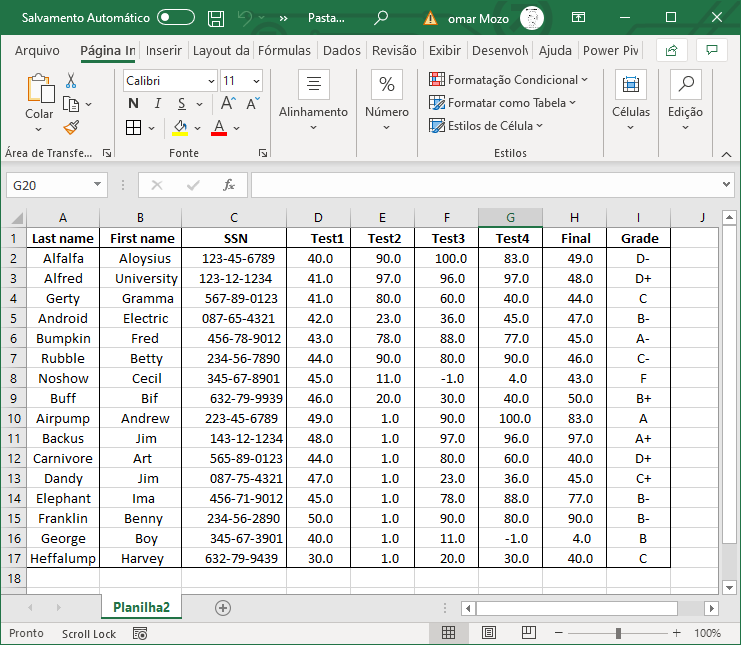 Salvamento Automático » Pasta... omar Mozo
Arquivo Página In Inserir Layout da Fórmulas Dados Revisão Exibir Desenvolv Ajuda Power Piv
Colar
Área de Transfe...
Calibri 11
N I S A A
A
Fonte
Alinhamento
%
Número
Formatação Condicional
Formatar como Tabela
Estilos de Célula
Estilos
Células
Edição
G20 fx
A B C D E F G H I J
1 Last name First name SSN Test1 Test2 Test3 Test4 Final Grade
2 Alfalfa Aloysius 123-45-6789 40.0 90.0 100.0 83.0 49.0 D-
3 Alfred University 123-12-1234 41.0 97.0 96.0 97.0 48.0 D+
4 Gerty Gramma 567-89-0123 41.0 80.0 60.0 40.0 44.0 C
5 Android Electric 087-65-4321 42.0 23.0 36.0 45.0 47.0 B-
6 Bumpkin Fred 456-78-9012 43.0 78.0 88.0 77.0 45.0 A-
7 Rubble Betty 234-56-7890 44.0 90.0 80.0 90.0 46.0 C-
8 Noshow Cecil 345-67-8901 45.0 11.0 -1.0 4.0 43.0 F
9 Buff Bif 632-79-9939 46.0 20.0 30.0 40.0 50.0 B+
10 Airpump Andrew 223-45-6789 49.0 1.0 90.0 100.0 83.0 A
11 Backus Jim 143-12-1234 48.0 1.0 97.0 96.0 97.0 A+
12 Carnivore Art 565-89-0123 44.0 1.0 80.0 60.0 40.0 D+
13 Dandy Jim 087-75-4321 47.0 1.0 23.0 36.0 45.0 C+
14 Elephant Ima 456-71-9012 45.0 1.0 78.0 88.0 77.0 B-
15 Franklin Benny 234-56-2890 50.0 1.0 90.0 80.0 90.0 B-
16 George Boy 345-67-3901 40.0 1.0 11.0 -1.0 4.0 B
17 Heffalump Harvey 632-79-9439 30.0 1.0 20.0 30.0 40.0 C
18
Planilha2
Pronto Scroll Lock 100%